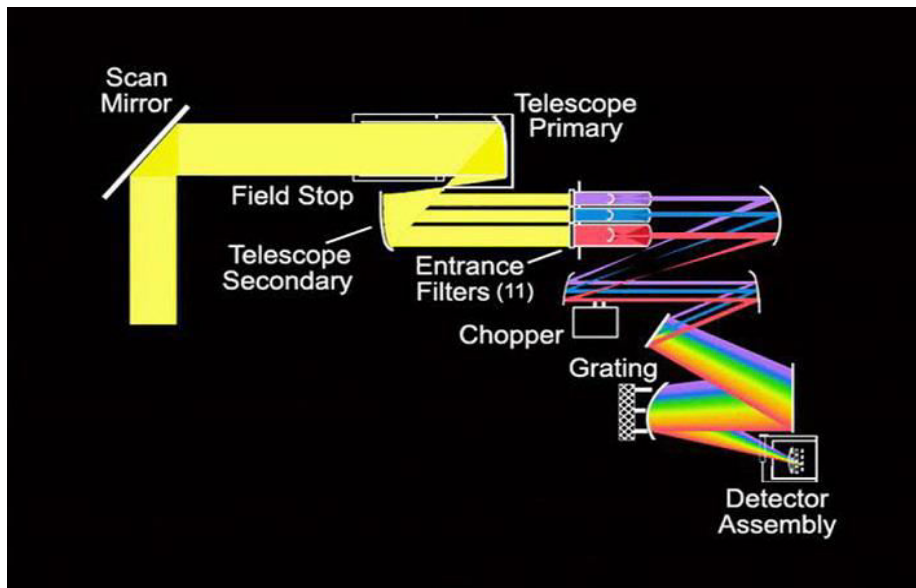 Scan
Mirror
Telescope
Primary
Field Stop
Telescope
Secondary
Entrance
Filters (11)
Chopper
Grating
Detector
Assembly